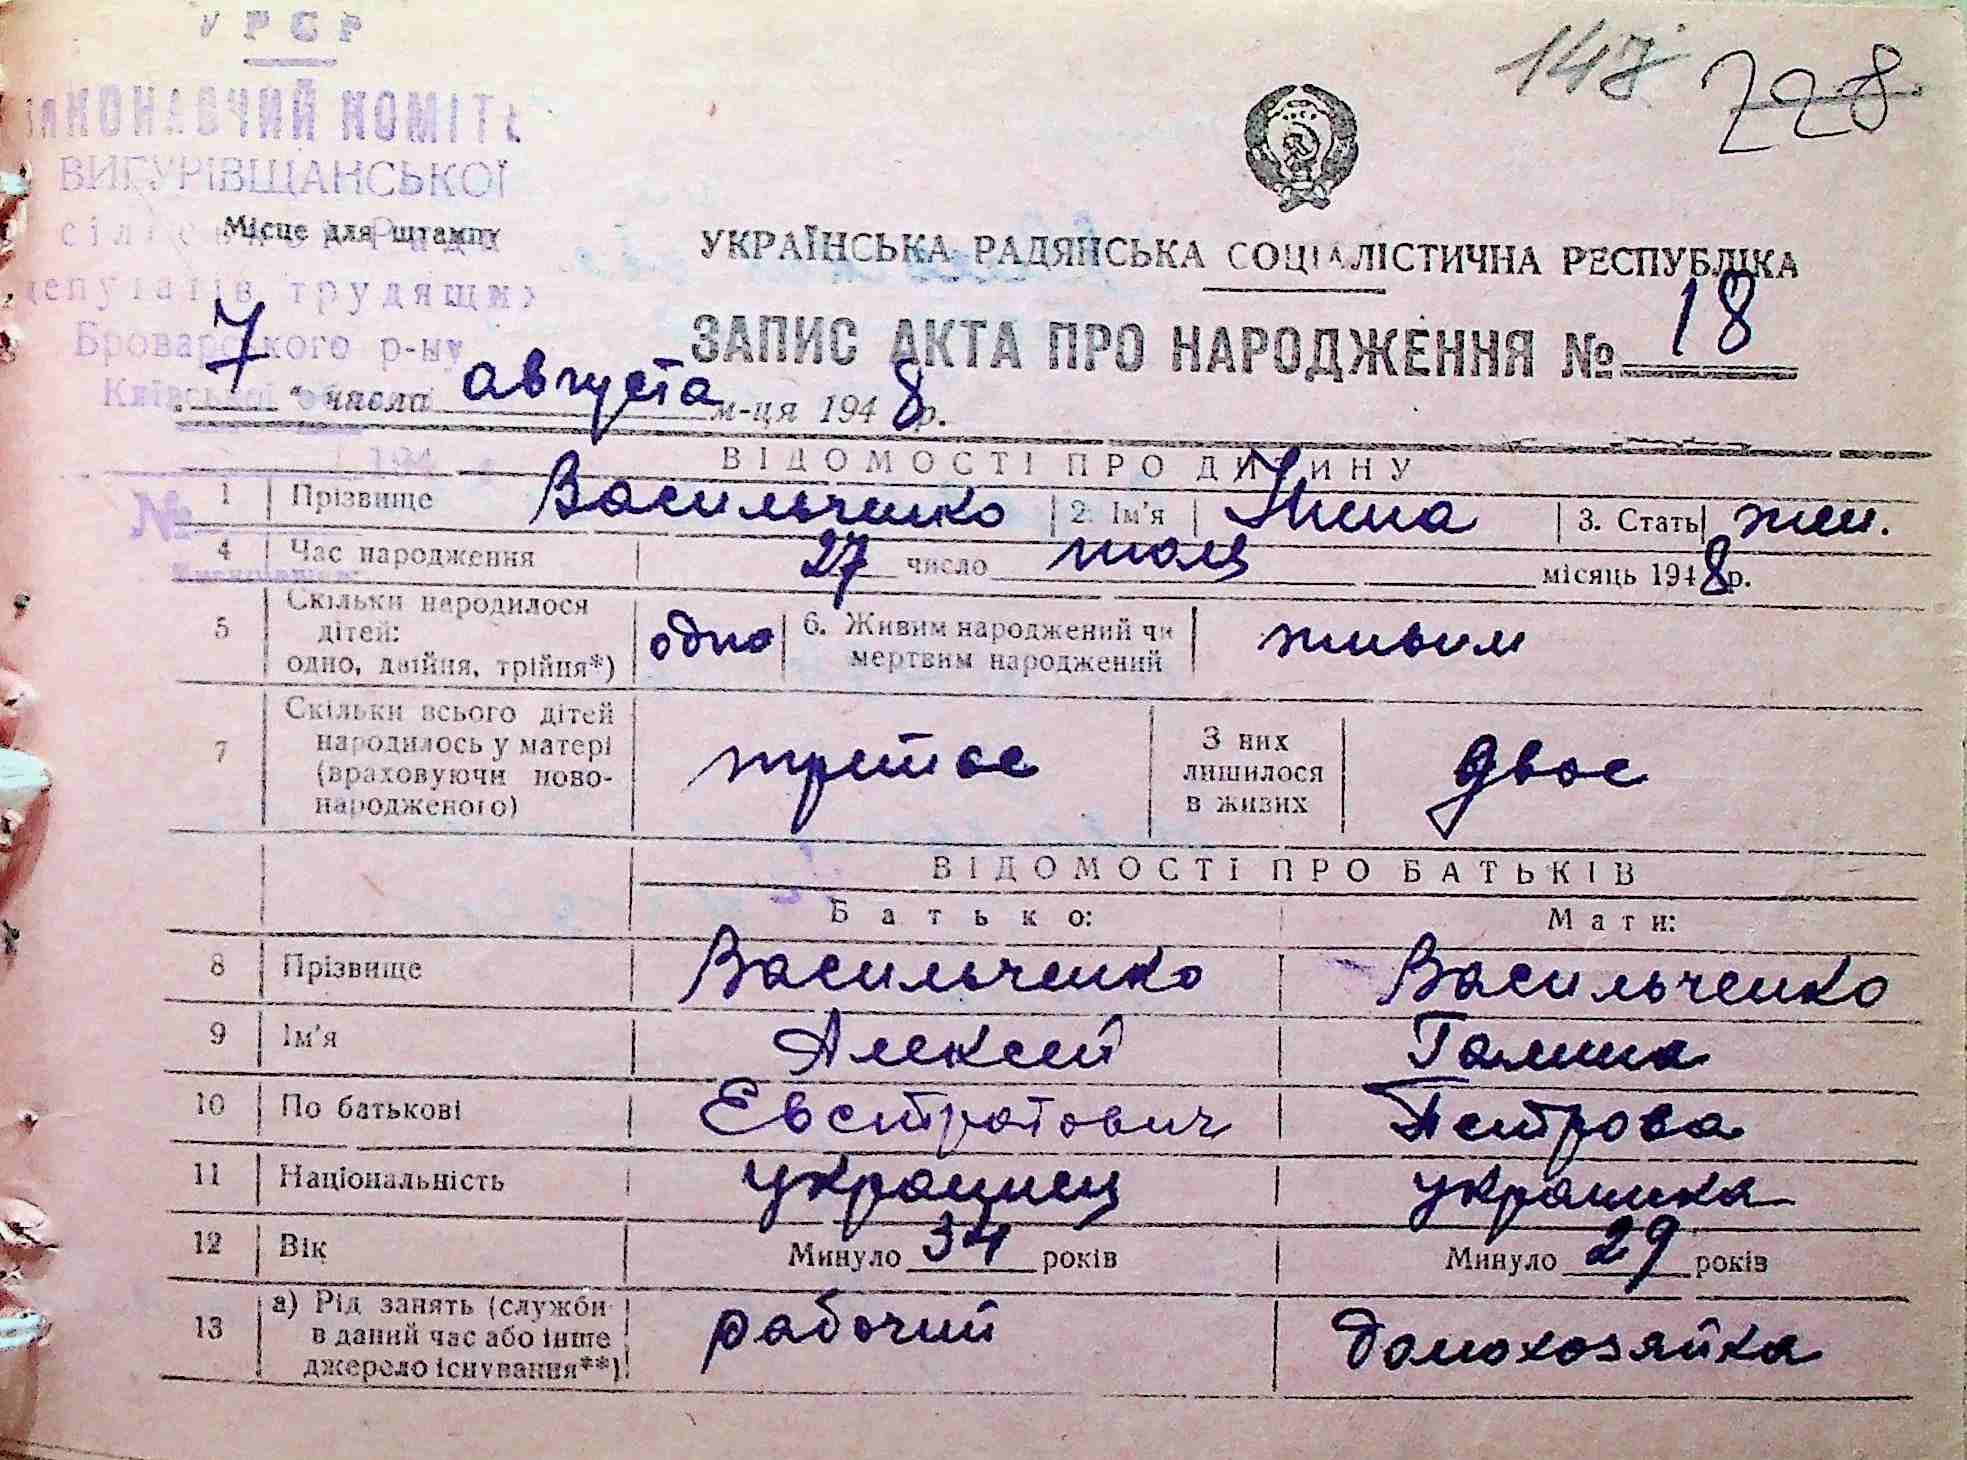 УРСР
ВИКОНАВЧИЙ КОМІТЕ
ВИГУРІВЩАНСЬКОЇ
Місце для штампу
депутатів трудящих
Броварського р-ну
Київської
194
№
147 228
УКРАЇНСЬКА РАДЯНСЬКА СОЦІАЛІСТИЧНА РЕСПУБЛІКА
ЗАПИС АКТА ПРО НАРОДЖЕННЯ № 18
7 " числа августа м-ця 1948 р.
ВІДОМОСТІ ПРО ДИТИНУ
1 Прізвище Васильченко 2. Ім'я Нина 3. Стать жен.
4 Час народження 27 число июля місяць 1948 р.
5 Скільки народилося
дітей:
одно, двійня, трійня*) одно 6. Живим народжений чи
мертвим народжений живым
7 Скільки всього дітей
народилось у матері
(враховуючи ново-
народженого) третье З них
лишилося
в живих двое
ВІДОМОСТІ ПРО БАТЬКІВ
Батько: Мати:
8 Прізвище Васильченко Васильченко
9 Ім'я Алексей Галина
10 По батькові Евстратович Петрова
11 Національність украинец украинка
12 Вік Минуло 34 років Минуло 29 років
13 а) Рід занять (служби
в даний час або інше
джерело існування**) рабочий домохозяйка